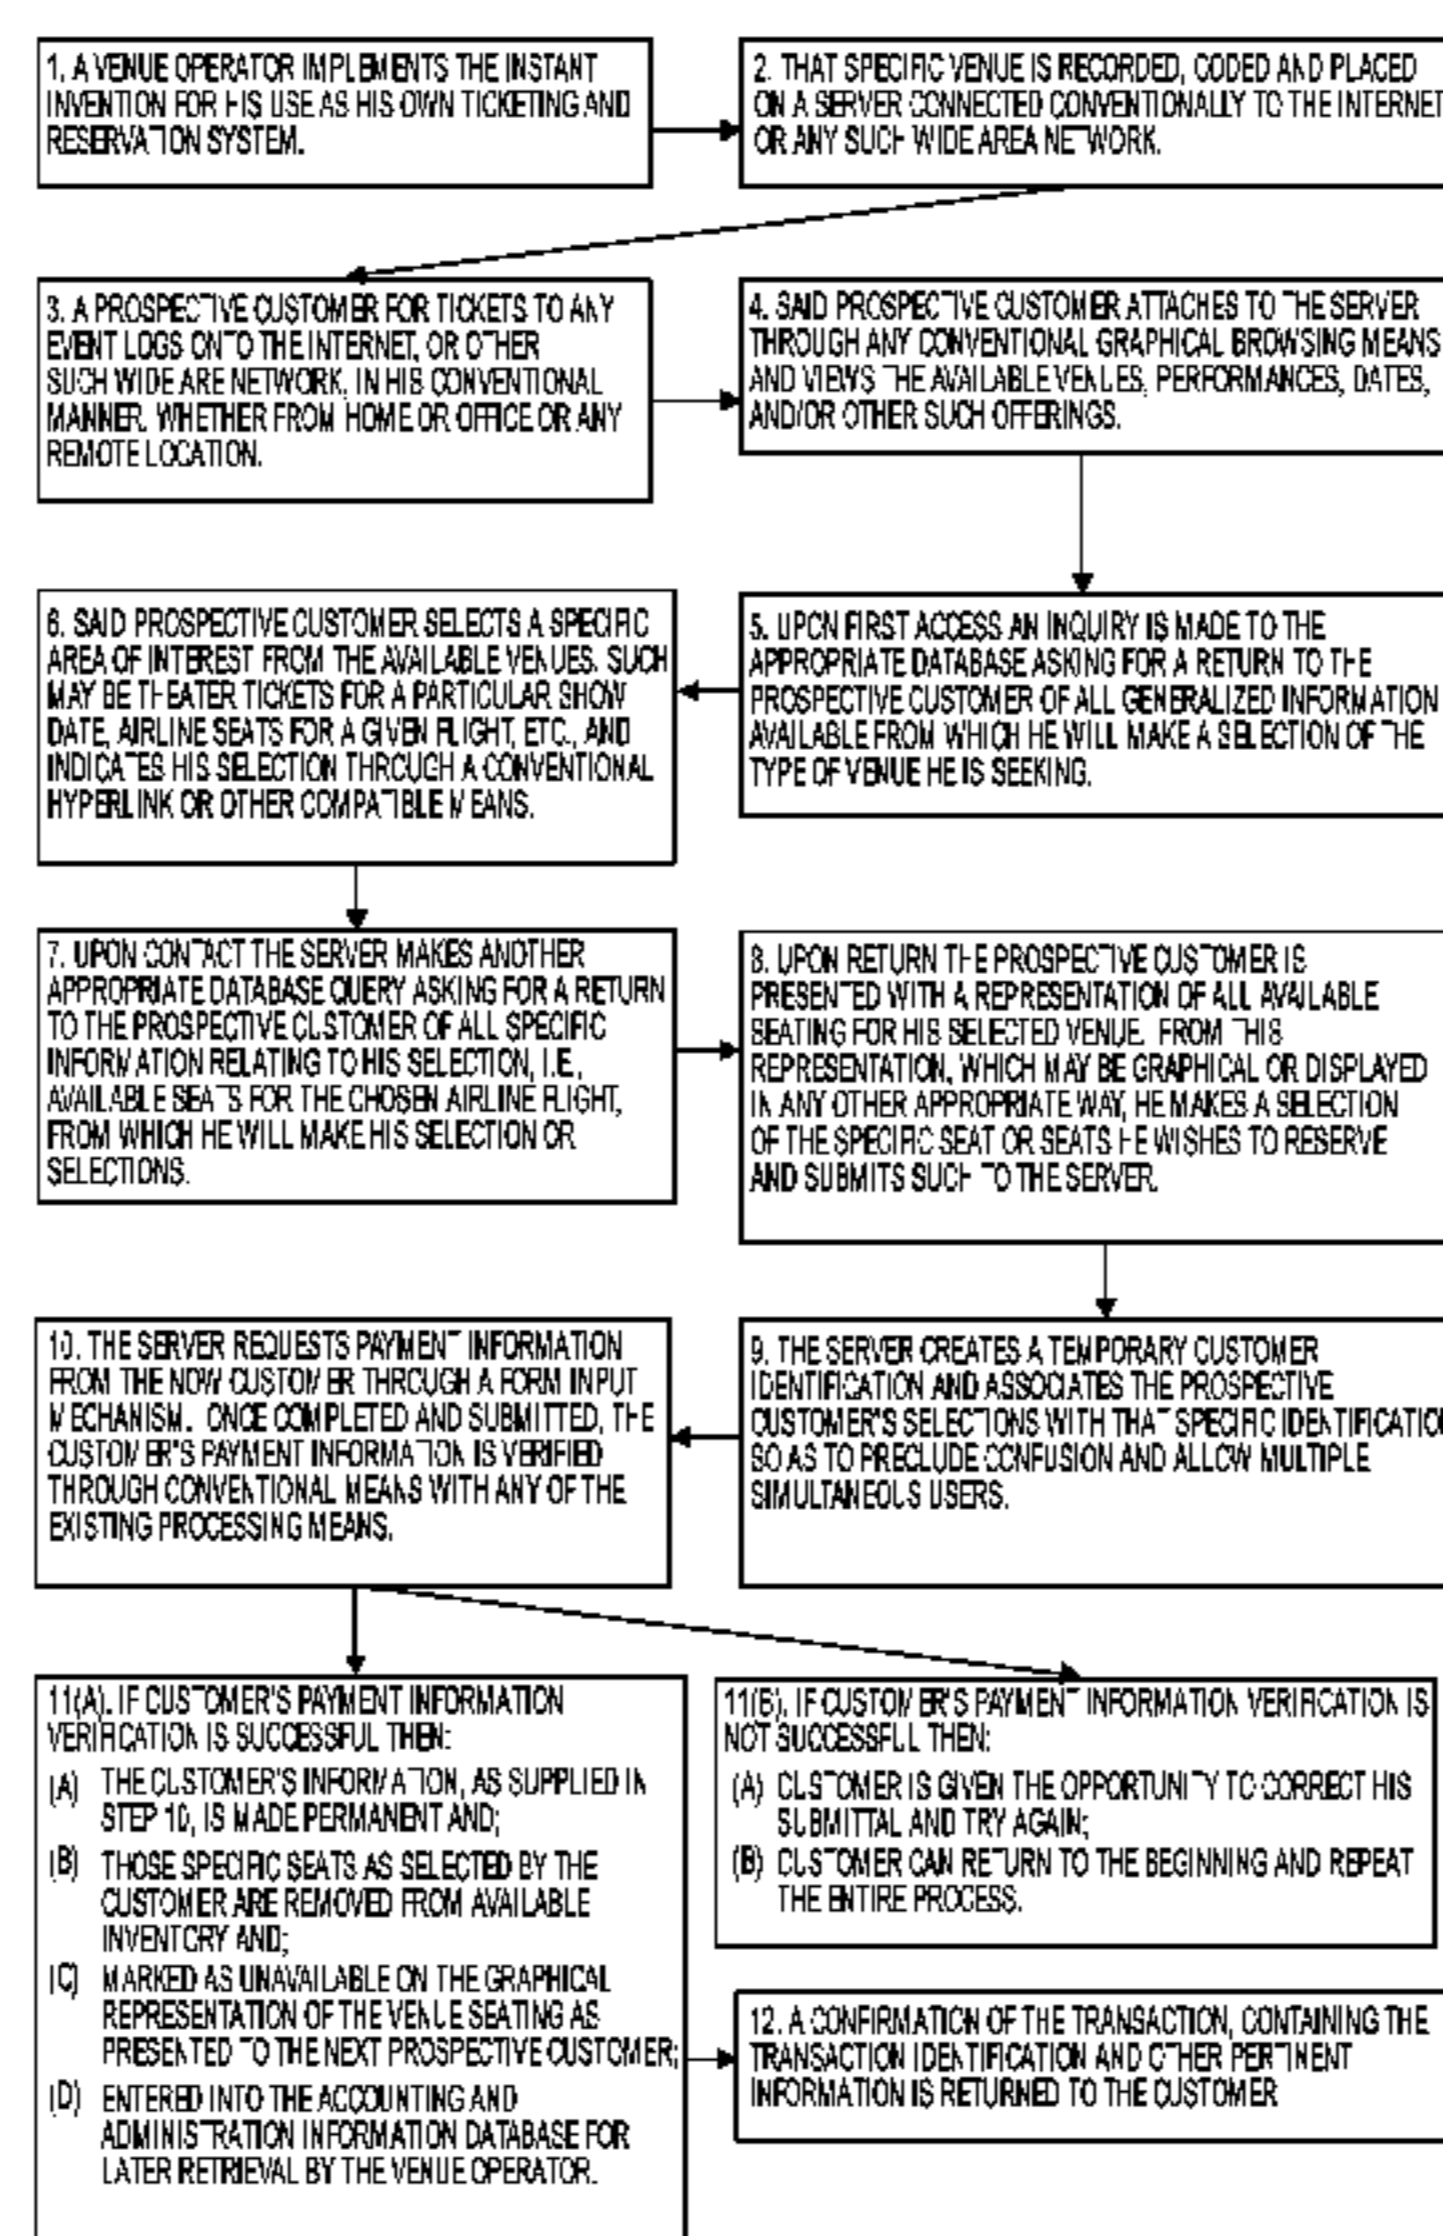 1. A VENUE OPERATOR IMPLEMENTS THE INSTANT
INVENTION FOR HIS USE AS HIS OWN TICKETING AND
RESERVATION SYSTEM.
2. THAT SPECIFIC VENUE IS RECORDED, CODED AND PLACED
ON A SERVER CONNECTED CONVENTIONALLY TO THE INTERNET
OR ANY SUCH WIDE AREA NETWORK.
3. A PROSPECTIVE CUSTOMER FOR TICKETS TO ANY
EVENT LOGS ONTO THE INTERNET, OR OTHER
SUCH WIDE ARE NETWORK, IN HIS CONVENTIONAL
MANNER, WHETHER FROM HOME OR OFFICE OR ANY
REMOTE LOCATION.
4. SAID PROSPECTIVE CUSTOMER ATTACHES TO THE SERVER
THROUGH ANY CONVENTIONAL GRAPHICAL BROWSING MEANS
AND VIEWS THE AVAILABLE VENUES, PERFORMANCES, DATES,
AND/OR OTHER SUCH OFFERINGS.
5. UPON FIRST ACCESS AN INQUIRY IS MADE TO THE
APPROPRIATE DATABASE ASKING FOR A RETURN TO THE
PROSPECTIVE CUSTOMER OF ALL GENERALIZED INFORMATION
AVAILABLE FROM WHICH HE WILL MAKE A SELECTION OF THE
TYPE OF VENUE HE IS SEEKING.
6. SAID PROSPECTIVE CUSTOMER SELECTS A SPECIFIC
AREA OF INTEREST FROM THE AVAILABLE VENUES. SUCH
MAY BE THEATER TICKETS FOR A PARTICULAR SHOW
DATE, AIRLINE SEATS FOR A GIVEN FLIGHT, ETC., AND
INDICATES HIS SELECTION THROUGH A CONVENTIONAL
HYPERLINK OR OTHER COMPATIBLE MEANS.
7. UPON CONTACT THE SERVER MAKES ANOTHER
APPROPRIATE DATABASE QUERY ASKING FOR A RETURN
TO THE PROSPECTIVE CUSTOMER OF ALL SPECIFIC
INFORMATION RELATING TO HIS SELECTION, I.E.,
AVAILABLE SEATS FOR THE CHOSEN AIRLINE FLIGHT,
FROM WHICH HE WILL MAKE HIS SELECTION OR
SELECTIONS.
8. UPON RETURN THE PROSPECTIVE CUSTOMER IS
PRESENTED WITH A REPRESENTATION OF ALL AVAILABLE
SEATING FOR HIS SELECTED VENUE. FROM THIS
REPRESENTATION, WHICH MAY BE GRAPHICAL OR DISPLAYED
IN ANY OTHER APPROPRIATE WAY, HE MAKES A SELECTION
OF THE SPECIFIC SEAT OR SEATS HE WISHES TO RESERVE
AND SUBMITS SUCH TO THE SERVER.
9. THE SERVER CREATES A TEMPORARY CUSTOMER
IDENTIFICATION AND ASSOCIATES THE PROSPECTIVE
CUSTOMER'S SELECTIONS WITH THAT SPECIFIC IDENTIFICATIO
SO AS TO PRECLUDE CONFUSION AND ALLOW MULTIPLE
SIMULTANEOUS USERS.
10. THE SERVER REQUESTS PAYMENT INFORMATION
FROM THE NOW CUSTOMER THROUGH A FORM INPUT
MECHANISM. ONCE COMPLETED AND SUBMITTED, THE
CUSTOMER'S PAYMENT INFORMATION IS VERIFIED
THROUGH CONVENTIONAL MEANS WITH ANY OF THE
EXISTING PROCESSING MEANS.
11(A). IF CUSTOMER'S PAYMENT INFORMATION
VERIFICATION IS SUCCESSFUL THEN:
(A) THE CUSTOMER'S INFORMATION, AS SUPPLIED IN
STEP 10, IS MADE PERMANENT AND;
(B) THOSE SPECIFIC SEATS AS SELECTED BY THE
CUSTOMER ARE REMOVED FROM AVAILABLE
INVENTORY AND;
(C) MARKED AS UNAVAILABLE ON THE GRAPHICAL
REPRESENTATION OF THE VENUE SEATING AS
PRESENTED TO THE NEXT PROSPECTIVE CUSTOMER;
(D) ENTERED INTO THE ACCOUNTING AND
ADMINISTRATION INFORMATION DATABASE FOR
LATER RETRIEVAL BY THE VENUE OPERATOR.
11(B). IF CUSTOMER'S PAYMENT INFORMATION VERIFICATION IS
NOT SUCCESSFUL THEN:
(A) CUSTOMER IS GIVEN THE OPPORTUNITY TO CORRECT HIS
SUBMITTAL AND TRY AGAIN;
(B) CUSTOMER CAN RETURN TO THE BEGINNING AND REPEAT
THE ENTIRE PROCESS.
12. A CONFIRMATION OF THE TRANSACTION, CONTAINING THE
TRANSACTION IDENTIFICATION AND OTHER PERTINENT
INFORMATION IS RETURNED TO THE CUSTOMER